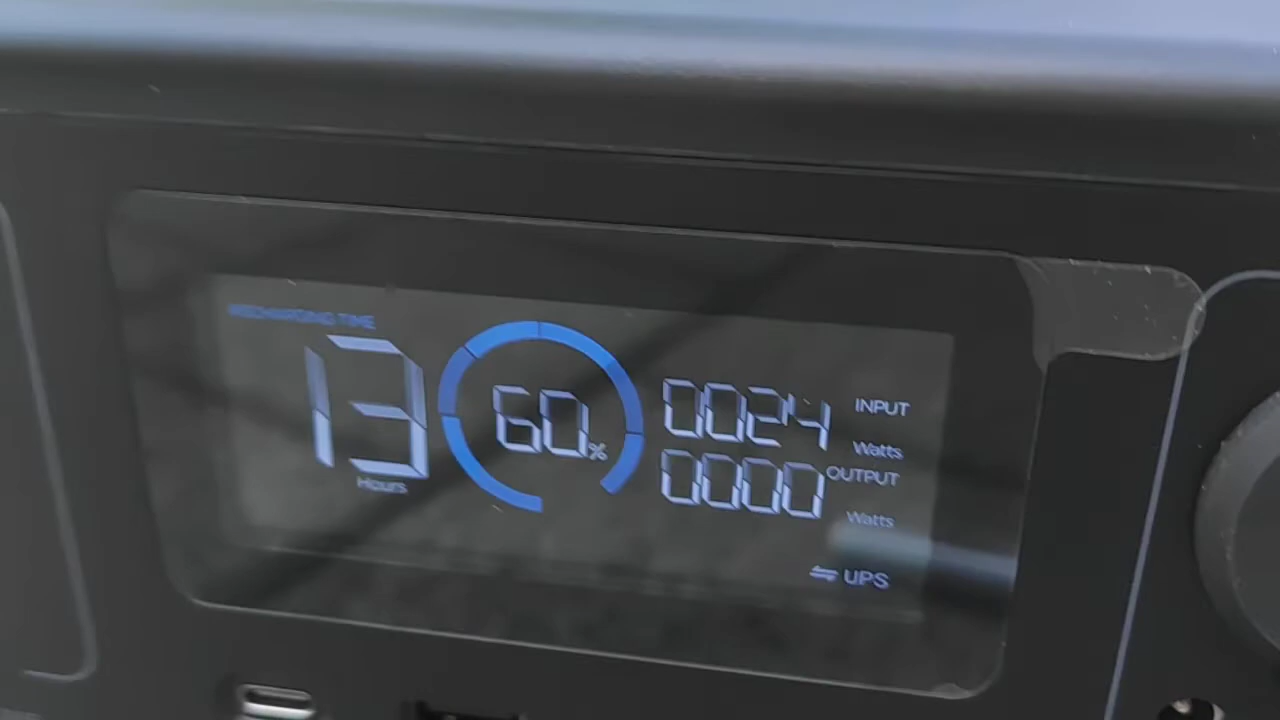 RECHARGING TIME
13
Hours
60%
0024 INPUT
Watts
0000 OUTPUT
Watts
⇋ UPS